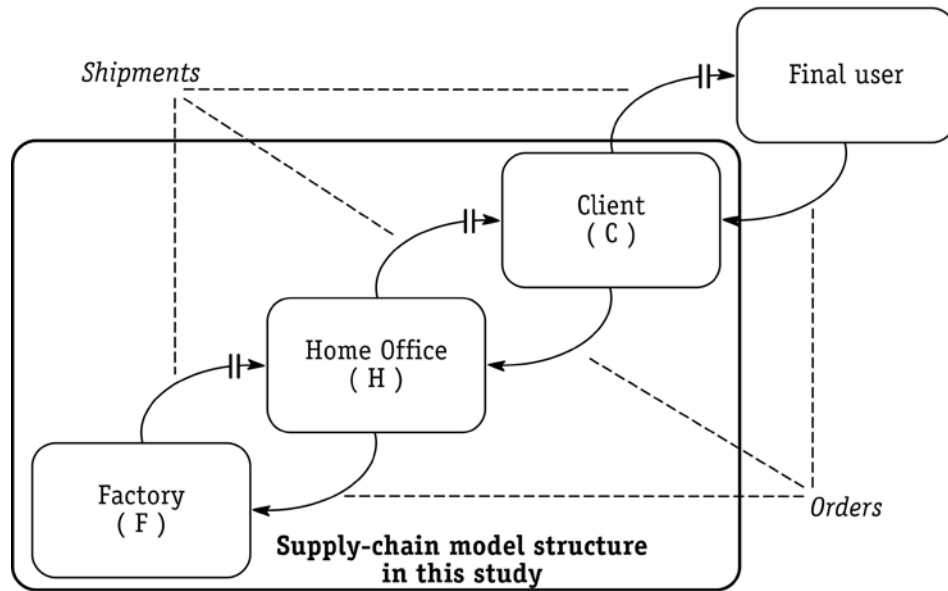 Shipments
Final user
Client
( C )
Home Office
( H )
Factory
( F )
Orders
Supply-chain model structure
in this study